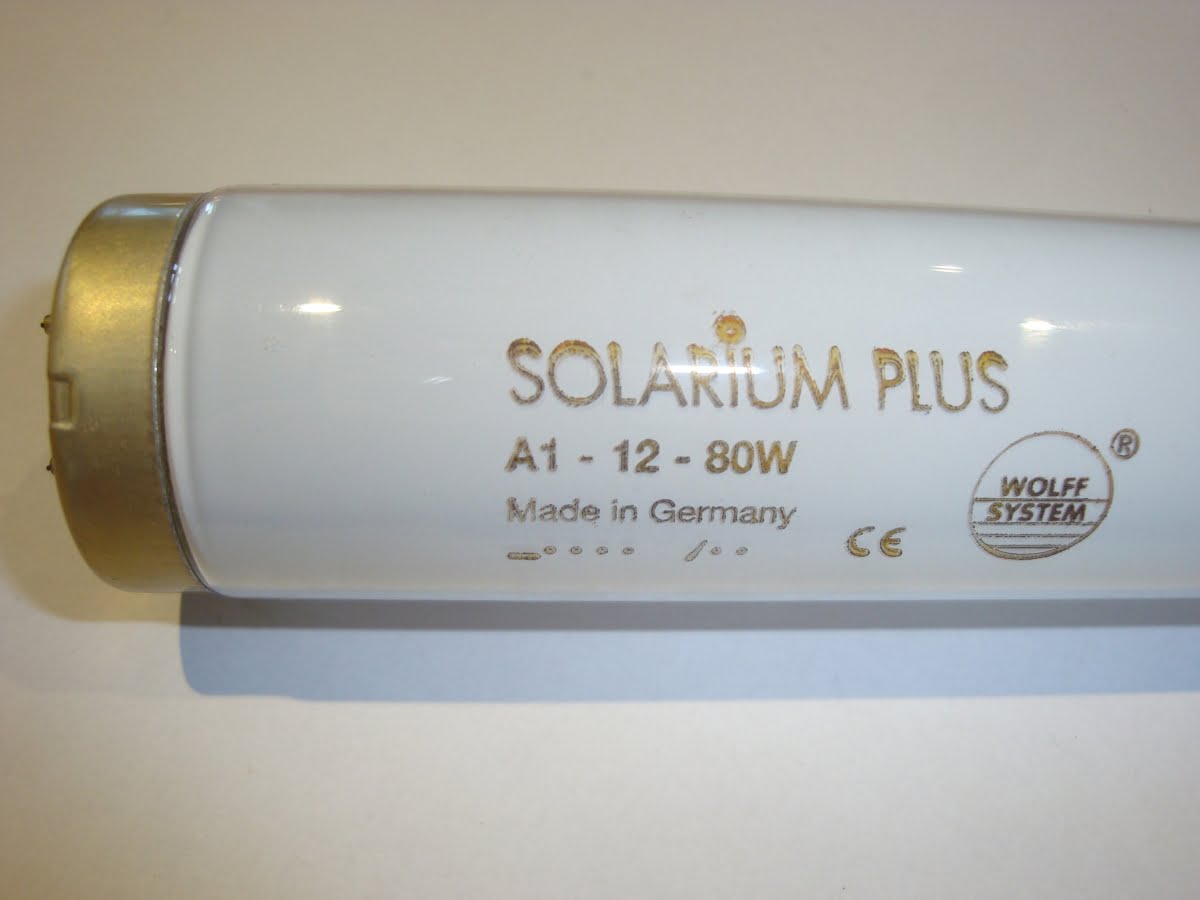 SOLARiUM PLUS
A1 - 12 - 80W
Made in Germany
CE
WOLFF
SYSTEM
®